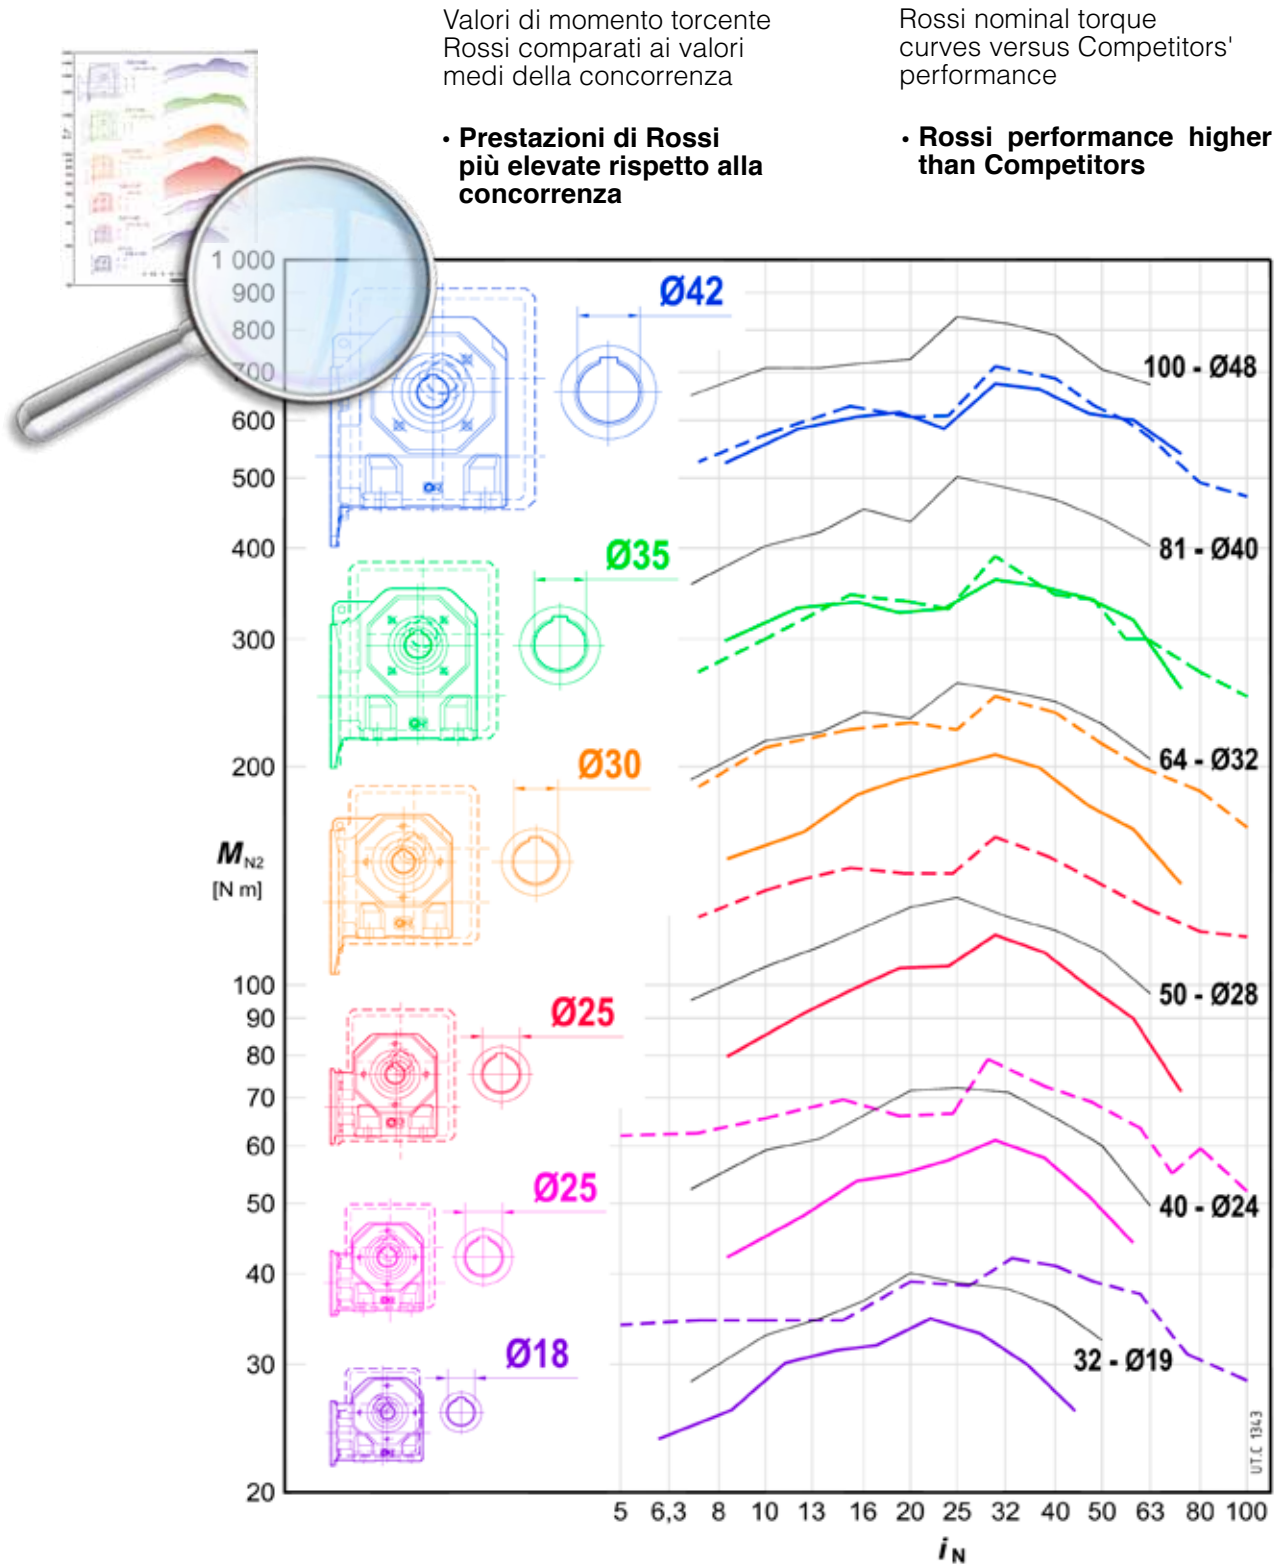 Valori di momento torcente
Rossi comparati ai valori
medi della concorrenza
• Prestazioni di Rossi
più elevate rispetto alla
concorrenza
Rossi nominal torque
curves versus Competitors'
performance
• Rossi performance higher
than Competitors
1 000
900
800
700
600
500
400
300
200
M N2
[N m]
100
90
80
70
60
50
40
30
20
Ø42
Ø35
Ø30
Ø25
Ø25
Ø18
100 - Ø48
81 - Ø40
64 - Ø32
50 - Ø28
40 - Ø24
32 - Ø19
UT.C 1343
5 6,3 8 10 13 16 20 25 32 40 50 63 80 100
i N